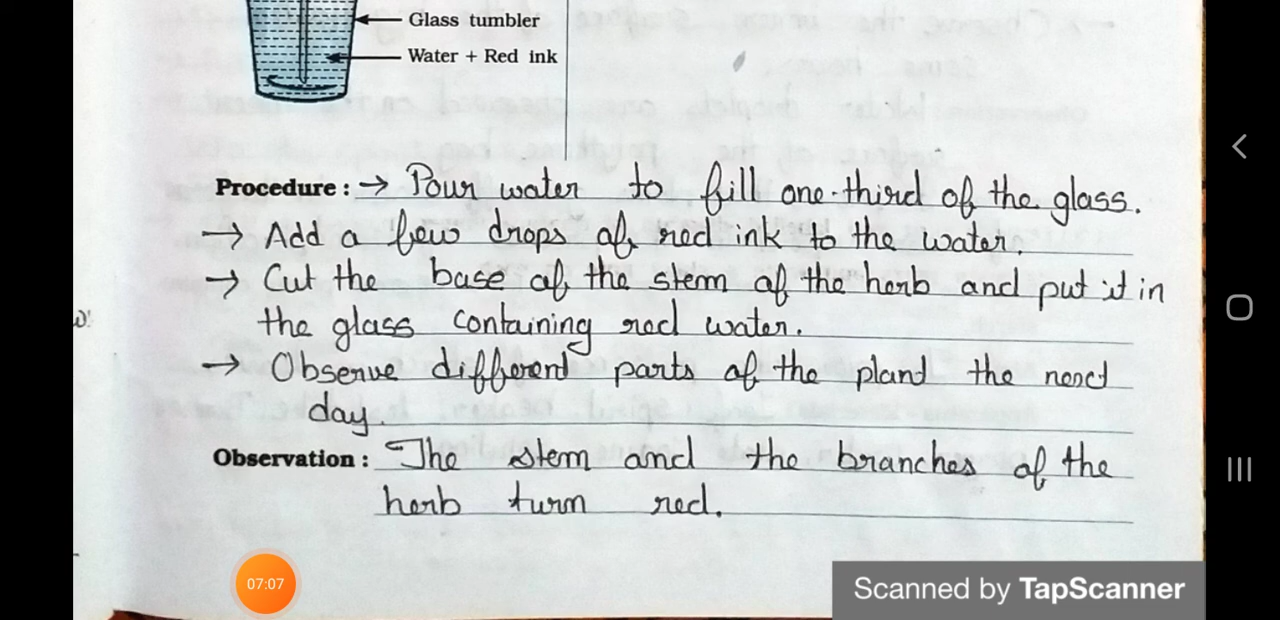 Glass tumbler
Water + Red ink
Procedure : → Pour water to fill one-third of the glass.
→ Add a few drops of red ink to the water.
→ Cut the base of the stem of the herb and put it in
the glass containing red water.
→ Observe different parts of the plant the next
day.
Observation : The stem and the branches of the
herb turn red.
07:07
Scanned by TapScanner